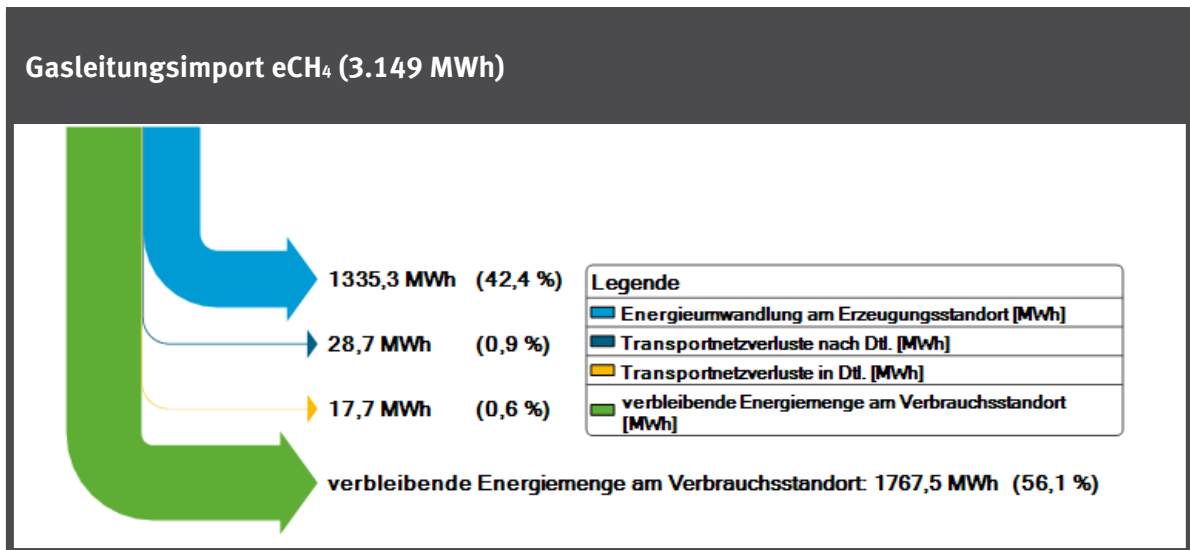 Gasleitungsimport eCH₄ (3.149 MWh)
1335,3 MWh (42,4 %)
28,7 MWh (0,9 %)
17,7 MWh (0,6 %)
Legende
Energieumwandlung am Erzeugungsstandort [MWh]
Transportnetzverluste nach Dtl. [MWh]
Transportnetzverluste in Dtl. [MWh]
verbleibende Energiemenge am Verbrauchsstandort
[MWh]
verbleibende Energiemenge am Verbrauchsstandort: 1767,5 MWh (56,1 %)